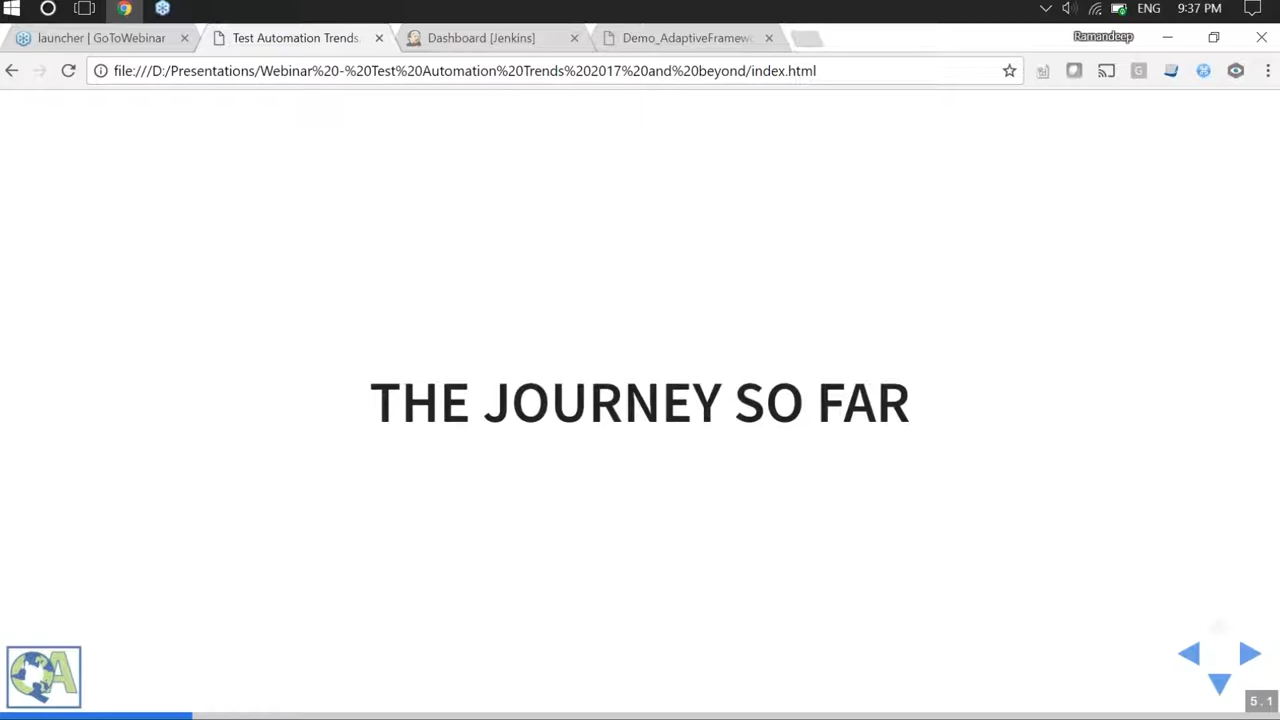 ENG 9:37 PM
launcher | GoToWebinar
Test Automation Trends
Dashboard [Jenkins]
Demo_AdaptiveFramew
Ramandeep
file:///D:/Presentations/Webinar%20-%20Test%20Automation%20Trends%202017%20and%20beyond/index.html
G
THE JOURNEY SO FAR
A
5.1